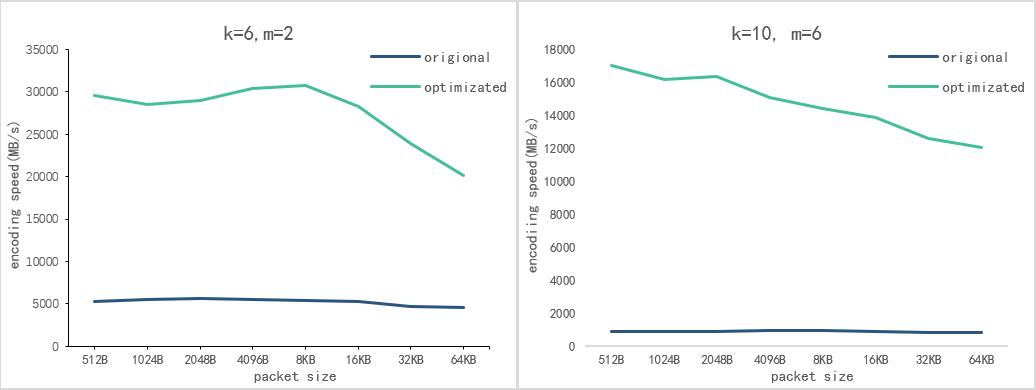 k=6,m=2
origional
optimizated
35000
30000
25000
20000
15000
10000
5000
0
encoding speed(MB/s)
512B 1024B 2048B 4096B 8KB 16KB 32KB 64KB
packet size
k=10, m=6
origional
optimizated
18000
16000
14000
12000
10000
8000
6000
4000
2000
0
encodiing speed(MB/s)
512B 1024B 2048B 4096B 8KB 16KB 32KB 64KB
packet size